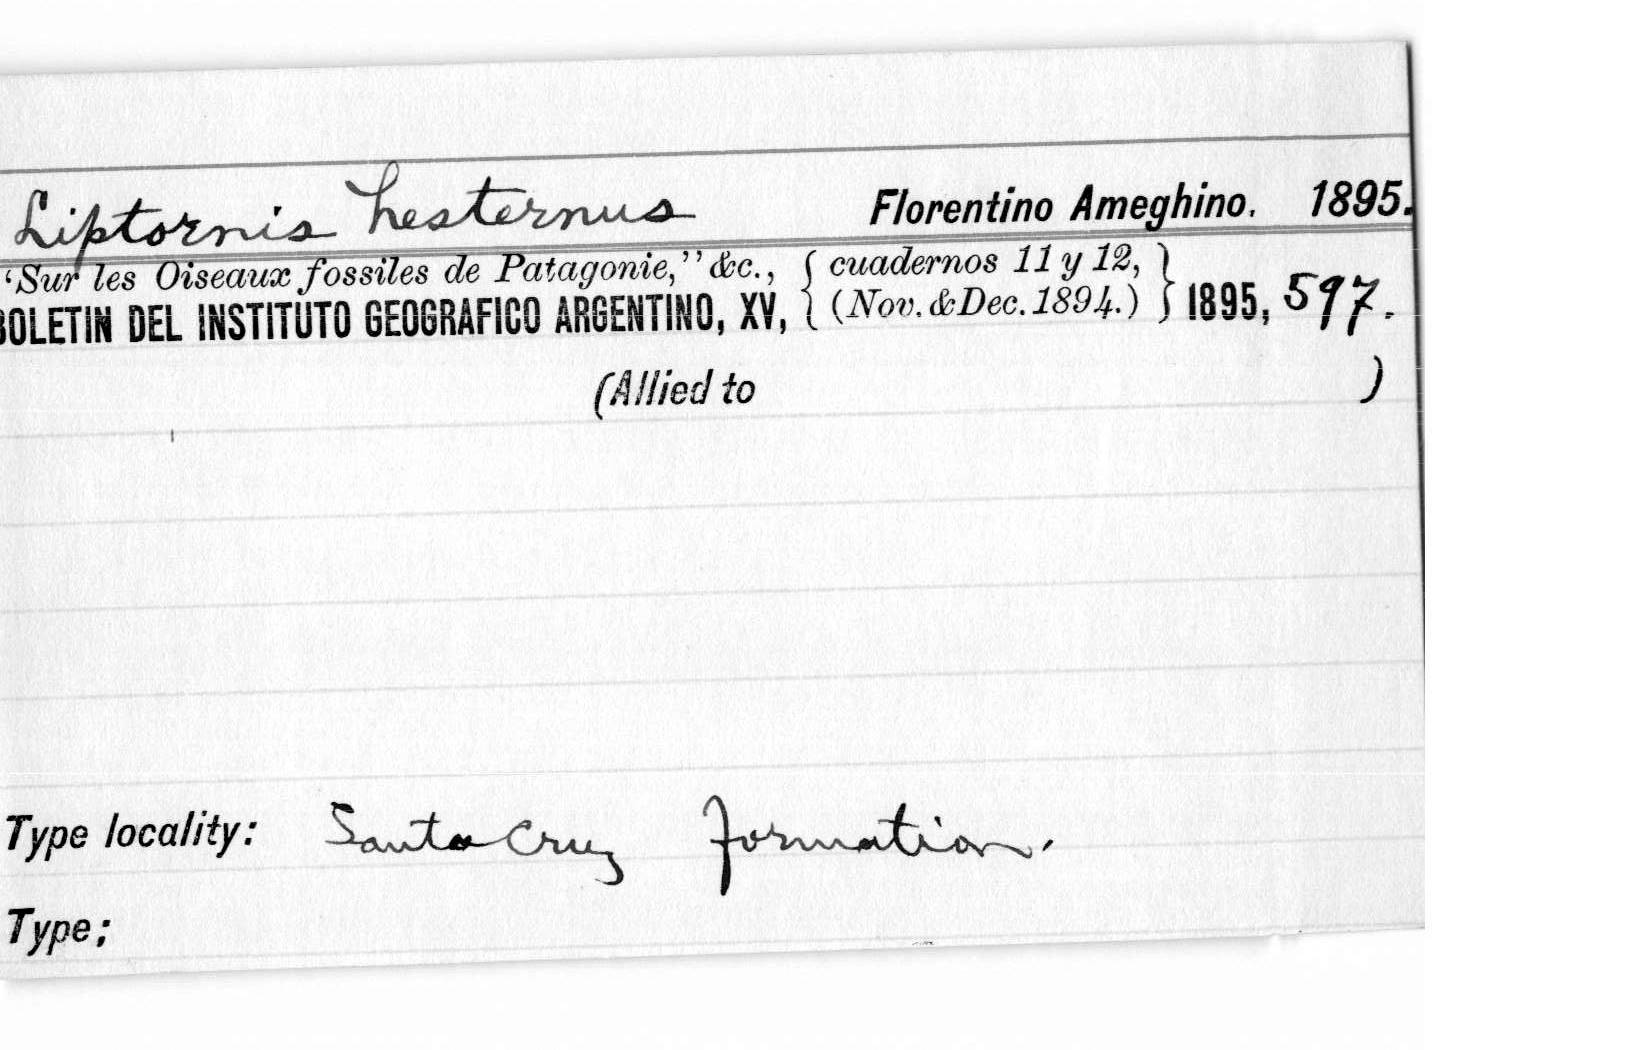 Liptornis hesternus Florentino Ameghino. 1895.
‘Sur les Oiseaux fossiles de Patagonie,’’ &c., { cuadernos 11 y 12, }
BOLETIN DEL INSTITUTO GEOGRAFICO ARGENTINO, XV, { (Nov. & Dec. 1894.) } 1895, 597.
(Allied to )
Type locality: Santa Cruz formation.
Type;